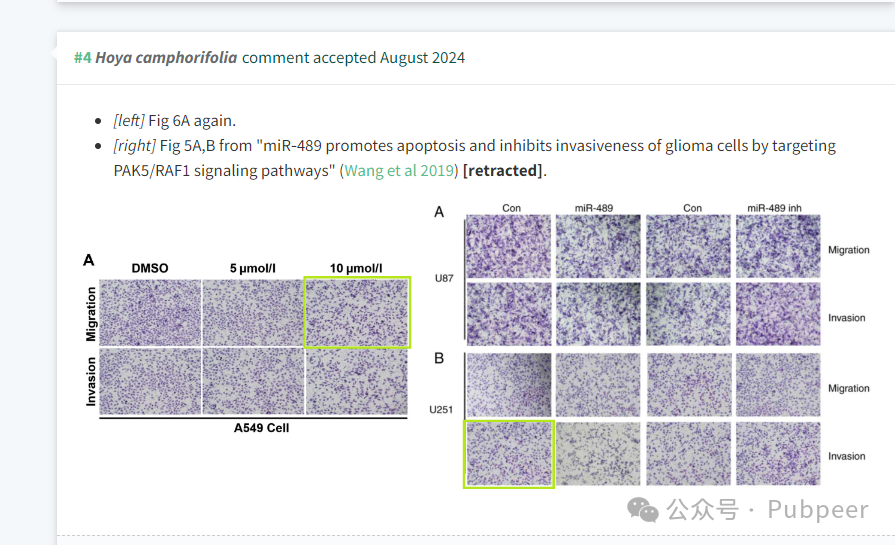 #4 Hoya camphorifolia comment accepted August 2024
[left] Fig 6A again.
[right] Fig 5A,B from "miR-489 promotes apoptosis and inhibits invasiveness of glioma cells by targeting
PAK5/RAF1 signaling pathways" (Wang et al 2019) [retracted].
A
DMSO 5 µmol/l 10 µmol/l
Migration
Invasion
A549 Cell
A
Con miR-489 Con miR-489 inh
U87
Migration
Invasion
B
U251
Migration
Invasion
公众号 · Pubpeer